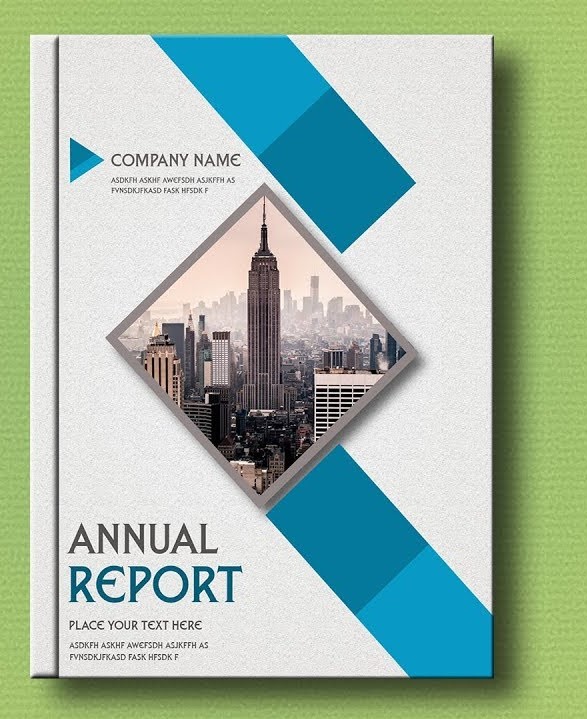 COMPANY NAME
ASDKFH ASKHF AWEFSDH ASJKFFH AS
FVNSDKJFKASD FASK HFSDK F
ANNUAL
REPORT
PLACE YOUR TEXT HERE
ASDKFH ASKHF AWEFSDH ASJKFFH AS
FVNSDKJFKASD FASK HFSDK F